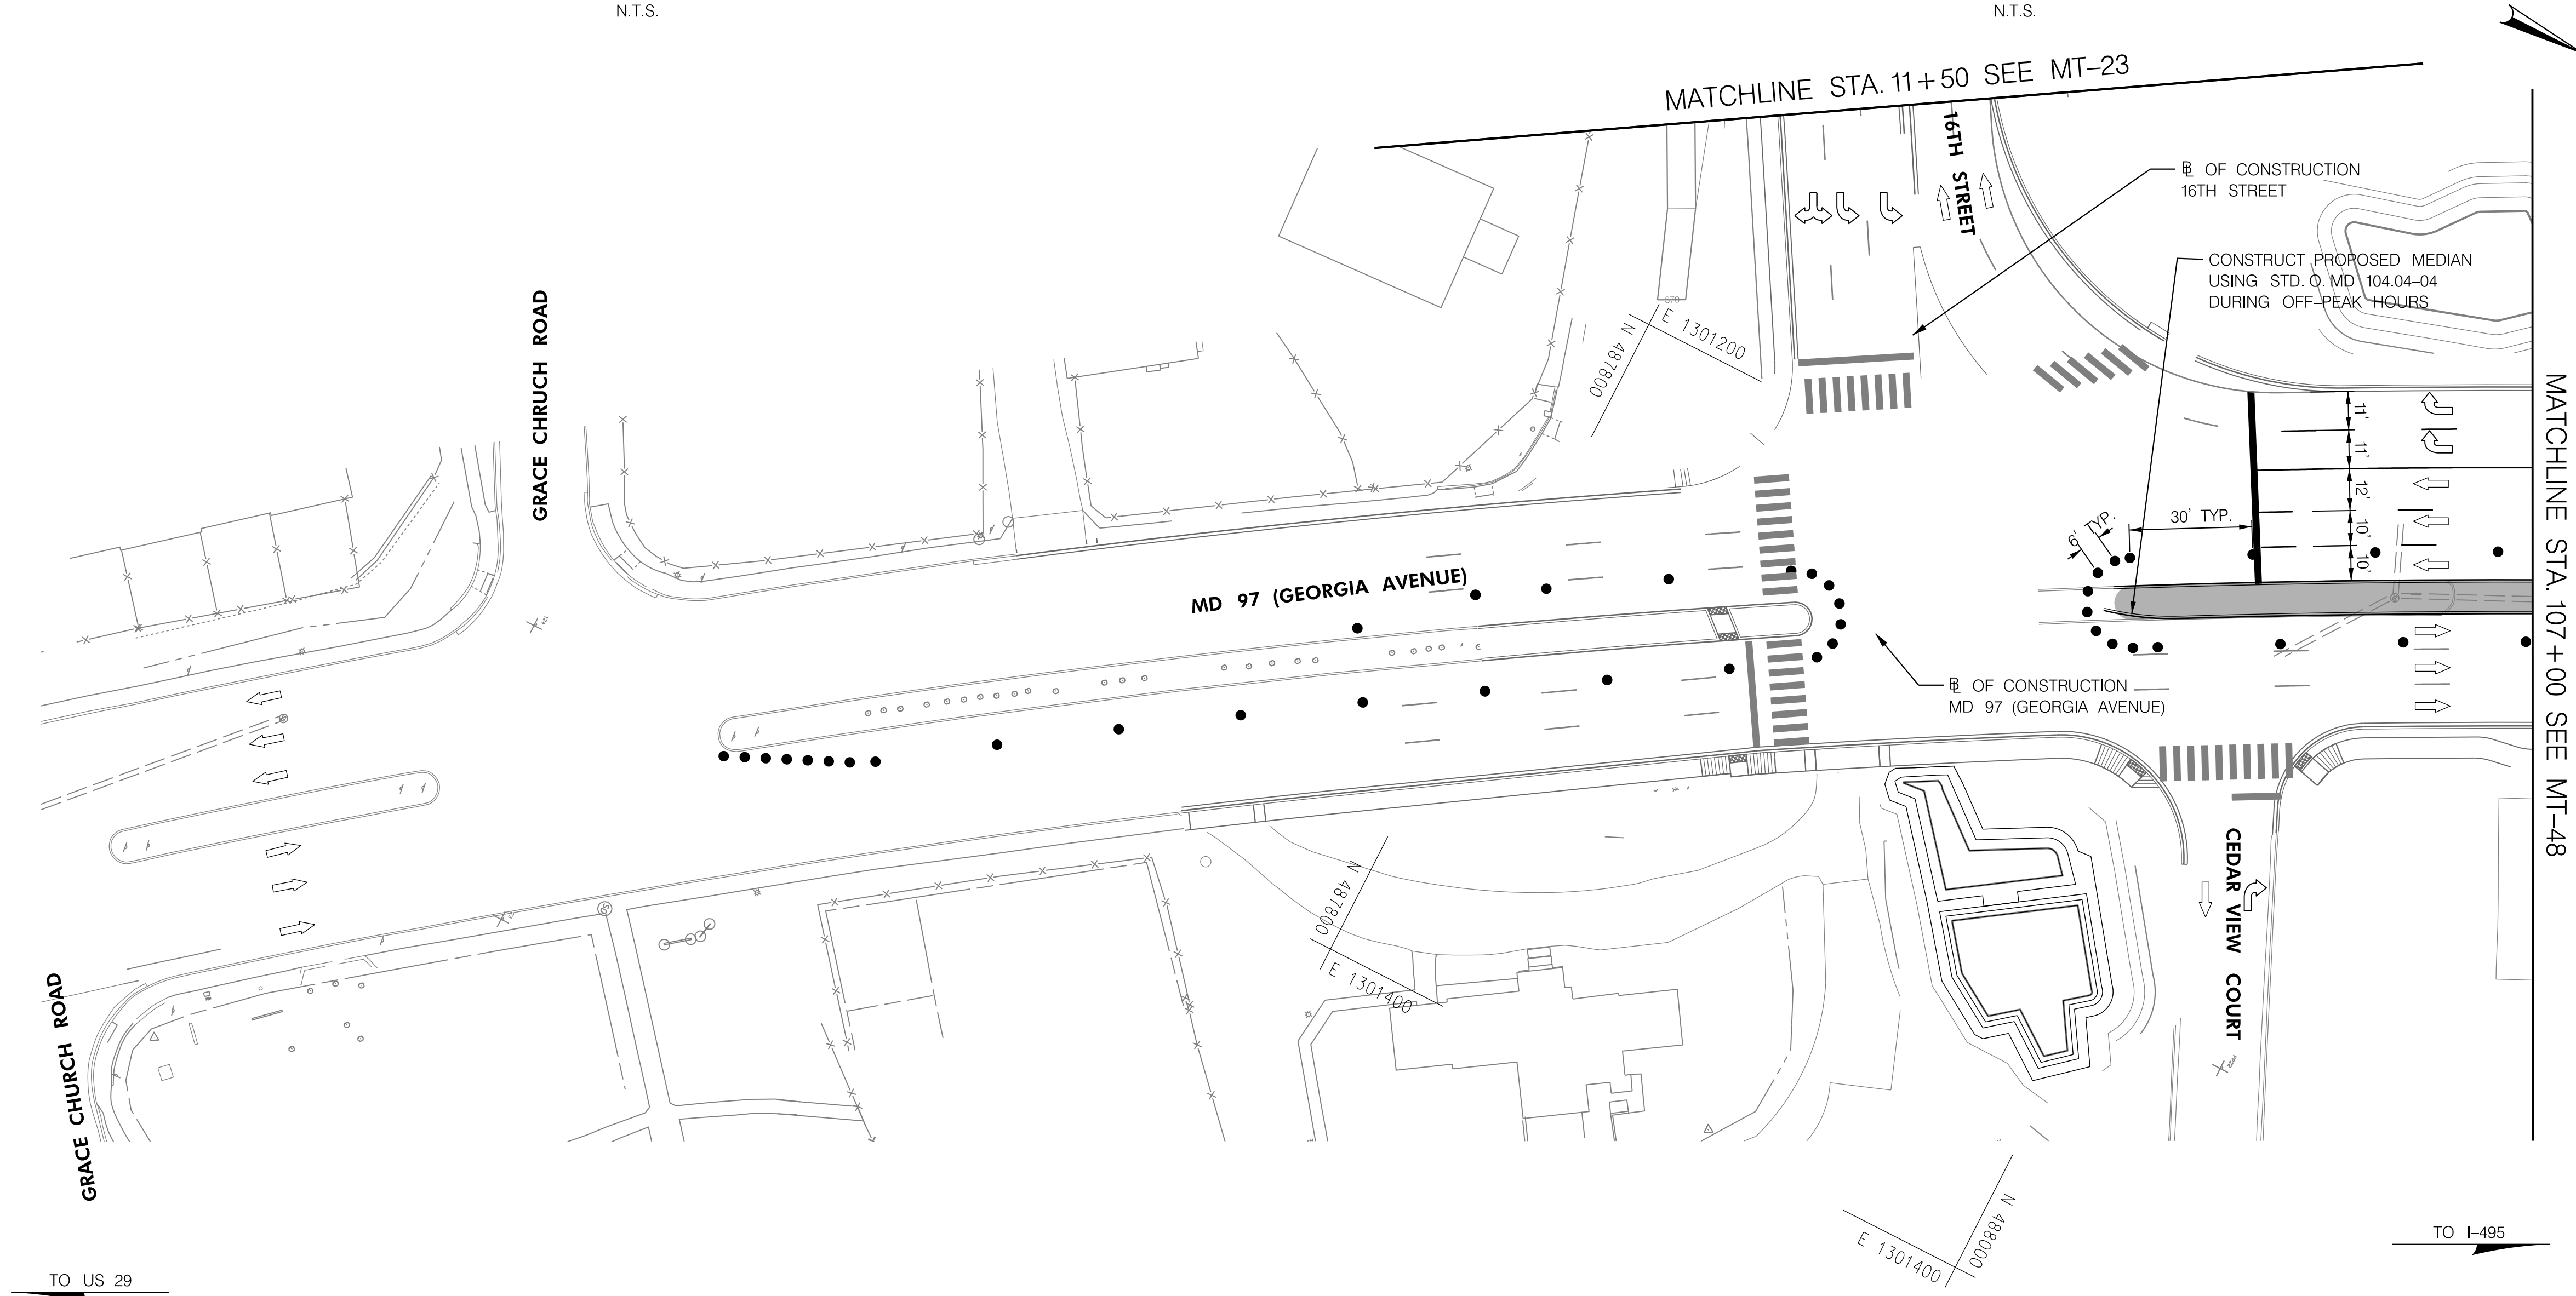 N.T.S.
N.T.S.
MATCHLINE STA. 11+50 SEE MT-23
16TH STREET
℄ OF CONSTRUCTION
16TH STREET
CONSTRUCT PROPOSED MEDIAN
USING STD. O. MD 104.04-04
DURING OFF-PEAK HOURS
GRACE CHRUCH ROAD
N 487800
E 1301200
370
11'
11'
12'
10'
10'
6' TYP.
30' TYP.
MATCHLINE STA. 107+00 SEE MT-48
MD 97 (GEORGIA AVENUE)
℄ OF CONSTRUCTION
MD 97 (GEORGIA AVENUE)
CEDAR VIEW COURT
N 487800
E 1301400
GRACE CHURCH ROAD
N 488000
E 1301400
TO I-495
TO US 29